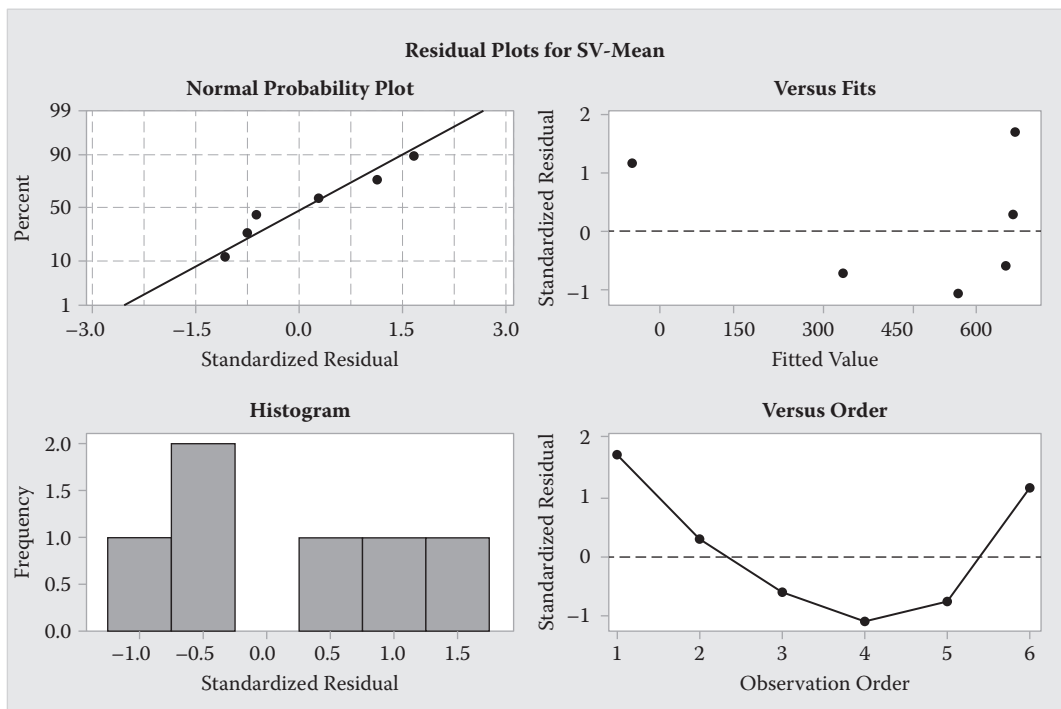 Residual Plots for SV-Mean
Normal Probability Plot
99
90
50
10
1
Percent
−3.0 −1.5 0.0 1.5 3.0
Standardized Residual
Versus Fits
2
1
0
−1
Standardized Residual
0 150 300 450 600
Fitted Value
Histogram
2.0
1.5
1.0
0.5
0.0
Frequency
−1.0 −0.5 0.0 0.5 1.0 1.5
Standardized Residual
Versus Order
2
1
0
−1
Standardized Residual
1 2 3 4 5 6
Observation Order